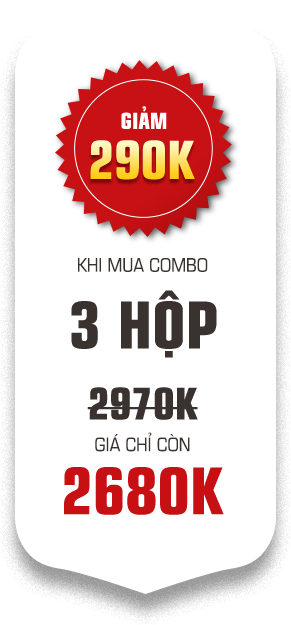 GIẢM
290K
KHI MUA COMBO
3 HỘP
2970K
GIÁ CHỈ CÒN
2680K